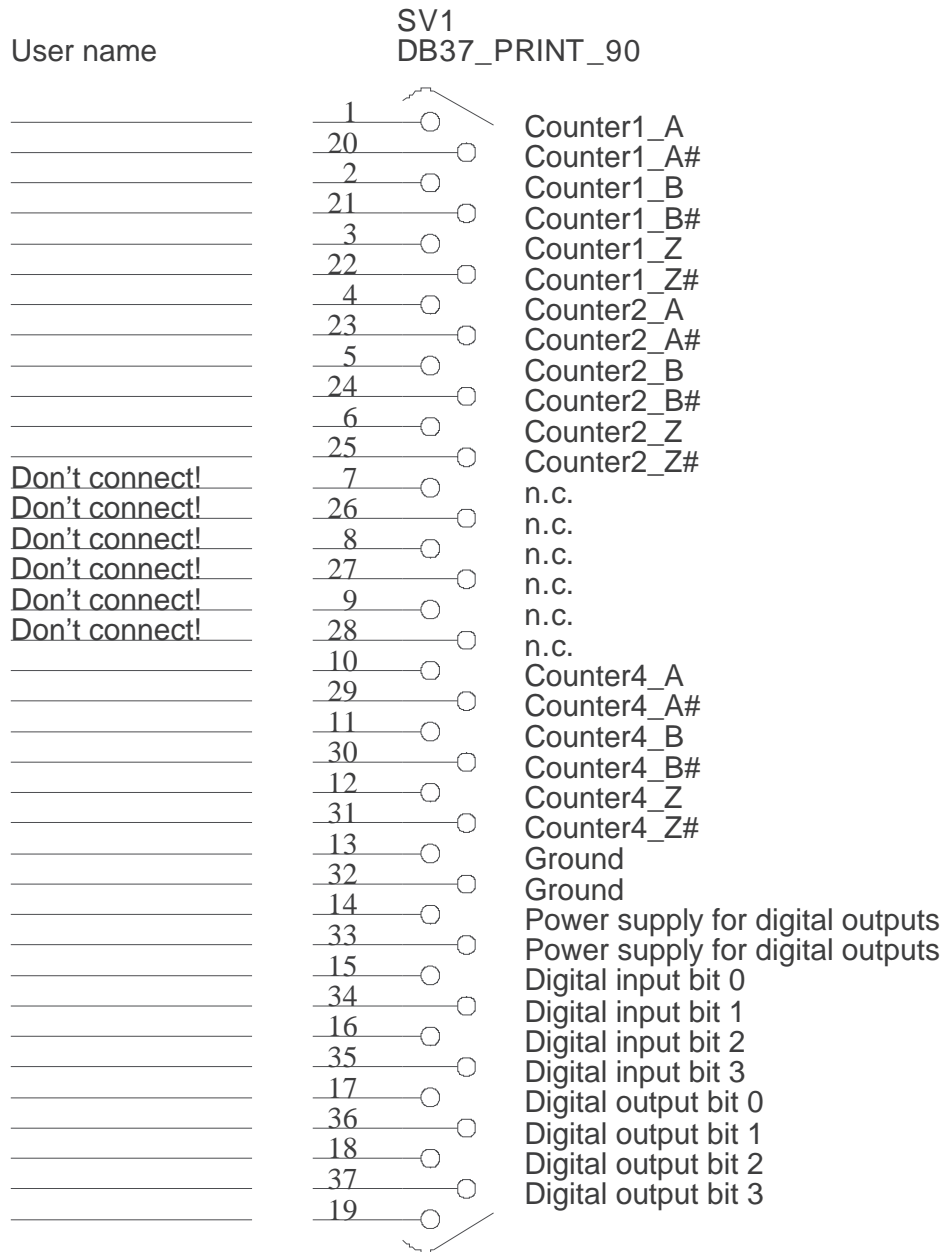 SV1
User name DB37_PRINT_90
1 Counter1_A
20 Counter1_A#
2 Counter1_B
21 Counter1_B#
3 Counter1_Z
22 Counter1_Z#
4 Counter2_A
23 Counter2_A#
5 Counter2_B
24 Counter2_B#
6 Counter2_Z
25 Counter2_Z#
Don't connect! 7 n.c.
Don't connect! 26 n.c.
Don't connect! 8 n.c.
Don't connect! 27 n.c.
Don't connect! 9 n.c.
Don't connect! 28 n.c.
10 Counter4_A
29 Counter4_A#
11 Counter4_B
30 Counter4_B#
12 Counter4_Z
31 Counter4_Z#
13 Ground
32 Ground
14 Power supply for digital outputs
33 Power supply for digital outputs
15 Digital input bit 0
34 Digital input bit 1
16 Digital input bit 2
35 Digital input bit 3
17 Digital output bit 0
36 Digital output bit 1
18 Digital output bit 2
37 Digital output bit 3
19